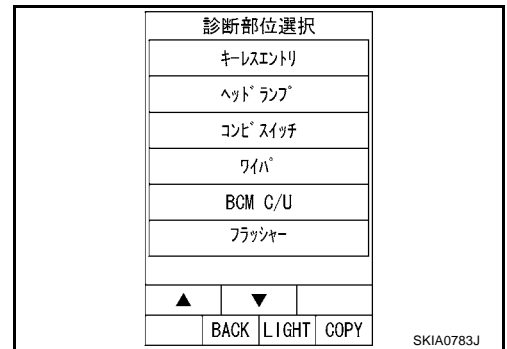 診断部位選択
ｷｰﾚｽｴﾝﾄﾘ
ﾍｯﾄﾞﾗﾝﾌﾟ
ｺﾝﾋﾞｽｲｯﾁ
ﾜｲﾊﾟ
BCM C/U
ﾌﾗｯｼｬｰ
▲ ▼
BACK LIGHT COPY
SKIA0783J